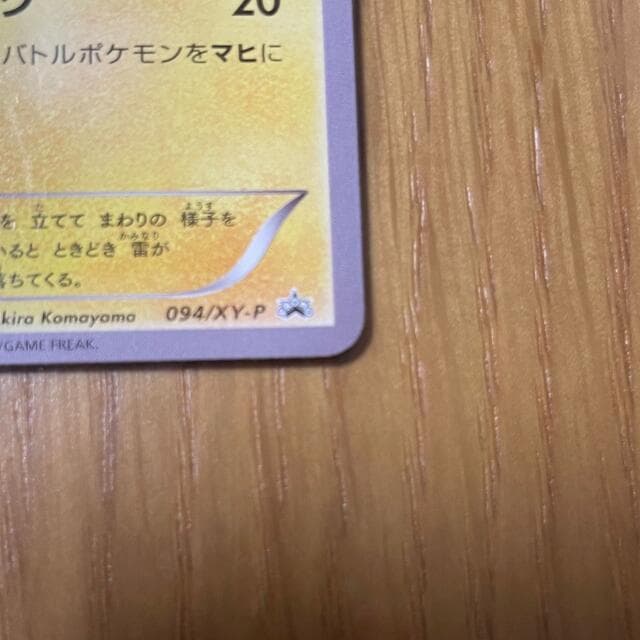 20
バトルポケモンをマヒに
を 立てて まわりの 様子を
いると ときどき 雷が
落ちてくる。
kira Komayama 094/XY-P
/GAME FREAK.